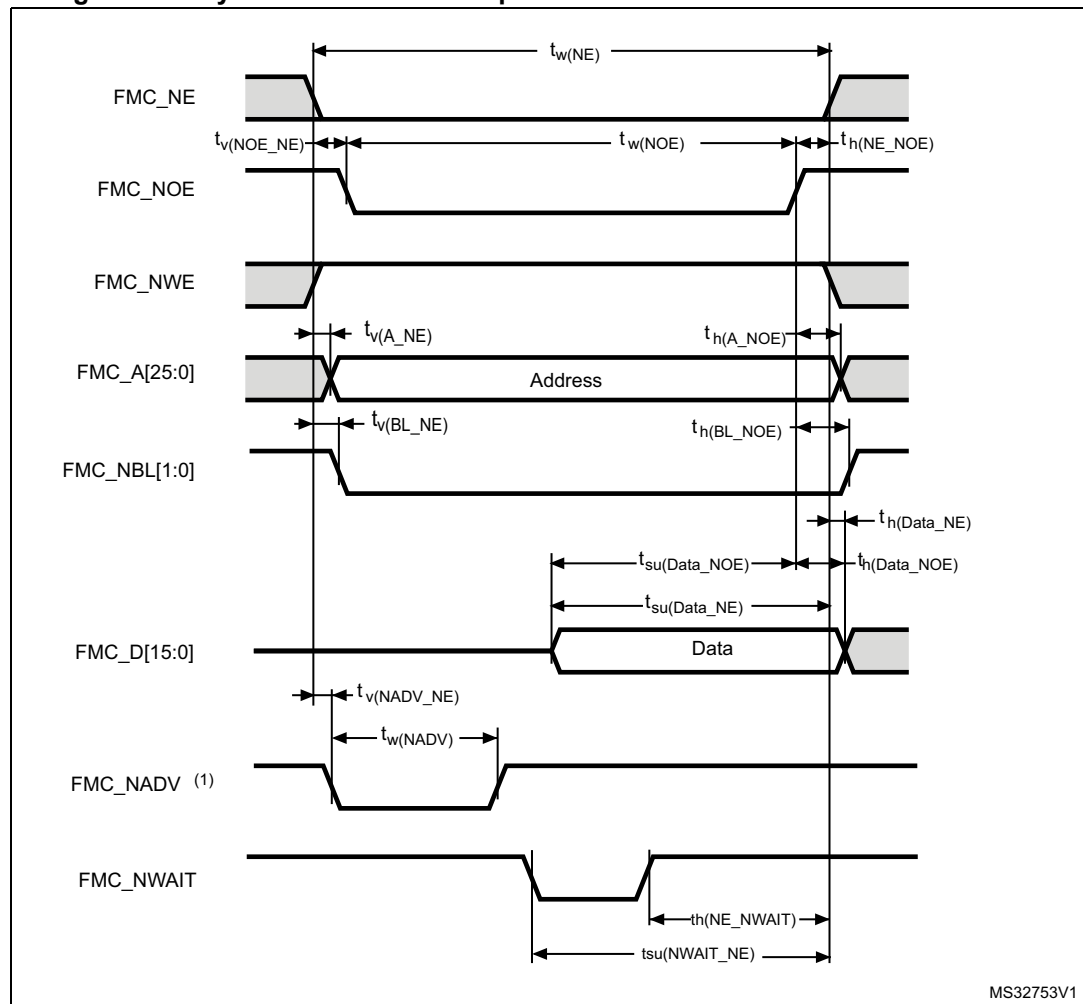 tw(NE)
FMC_NE
tv(NOE_NE)
tw(NOE)
th(NE_NOE)
FMC_NOE
FMC_NWE
tv(A_NE)
th(A_NOE)
FMC_A[25:0]
Address
tv(BL_NE)
th(BL_NOE)
FMC_NBL[1:0]
th(Data_NE)
tsu(Data_NOE)
th(Data_NOE)
tsu(Data_NE)
FMC_D[15:0]
Data
tv(NADV_NE)
tw(NADV)
FMC_NADV (1)
FMC_NWAIT
th(NE_NWAIT)
tsu(NWAIT_NE)
MS32753V1